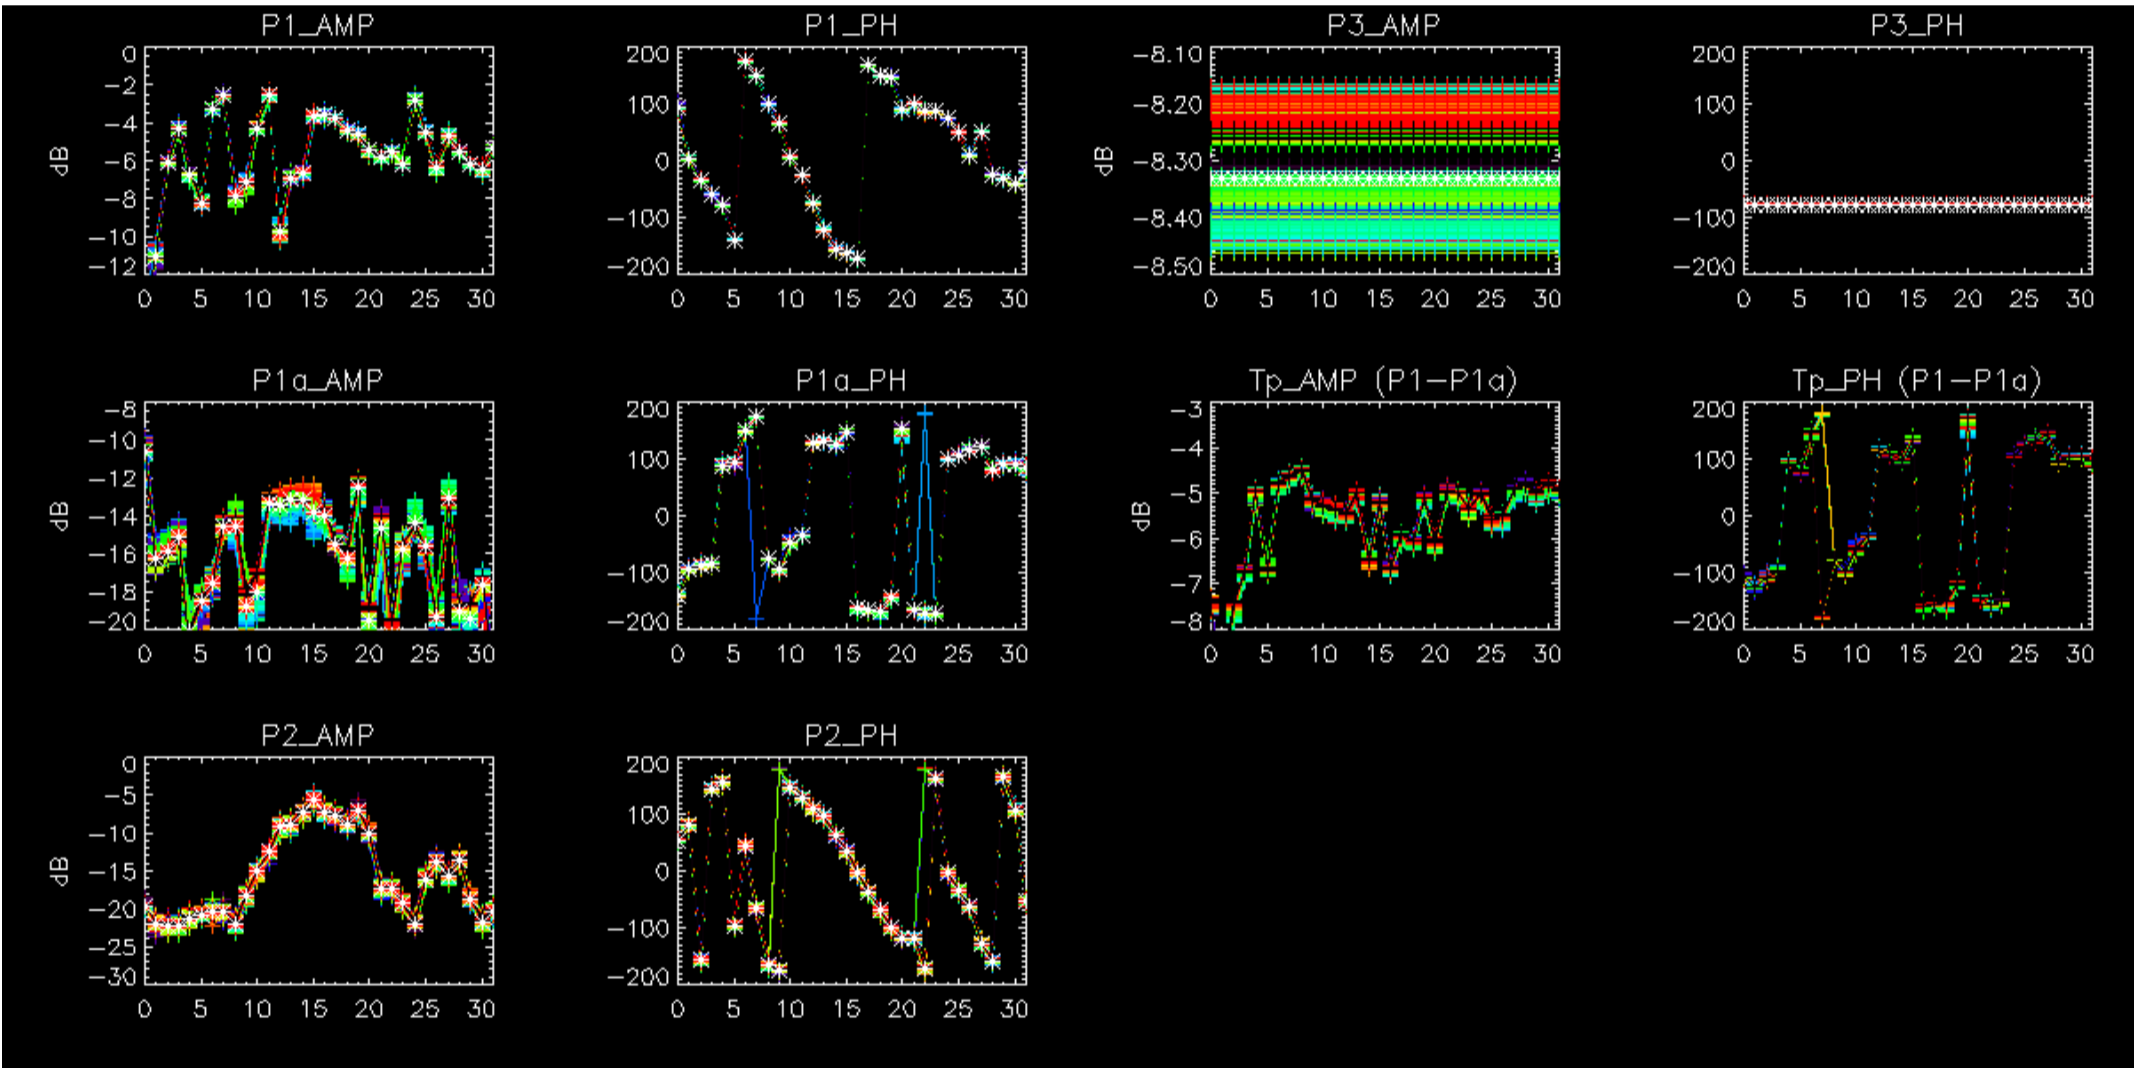 P1_AMP
P1_PH
P3_AMP
P3_PH
dB
0
-2
-4
-6
-8
-10
-12
0 5 10 15 20 25 30
200
100
0
-100
-200
0 5 10 15 20 25 30
dB
-8.10
-8.20
-8.30
-8.40
-8.50
0 5 10 15 20 25 30
200
100
0
-100
-200
0 5 10 15 20 25 30
P1a_AMP
P1a_PH
Tp_AMP (P1-P1a)
Tp_PH (P1-P1a)
dB
-8
-10
-12
-14
-16
-18
-20
0 5 10 15 20 25 30
200
100
0
-100
-200
0 5 10 15 20 25 30
dB
-3
-4
-5
-6
-7
-8
0 5 10 15 20 25 30
200
100
0
-100
-200
0 5 10 15 20 25 30
P2_AMP
P2_PH
dB
0
-5
-10
-15
-20
-25
-30
0 5 10 15 20 25 30
200
100
0
-100
-200
0 5 10 15 20 25 30